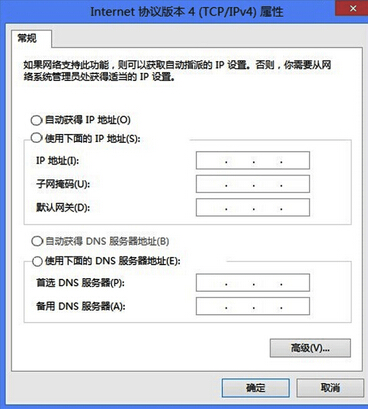 Internet 协议版本 4 (TCP/IPv4) 属性
常规
如果网络支持此功能，则可以获取自动指派的 IP 设置。否则，你需要从网
络系统管理员处获得适当的 IP 设置。
自动获得 IP 地址(O)
使用下面的 IP 地址(S):
IP 地址(I):
子网掩码(U):
默认网关(D):
自动获得 DNS 服务器地址(B)
使用下面的 DNS 服务器地址(E):
首选 DNS 服务器(P):
备用 DNS 服务器(A):
高级(V)...
确定
取消